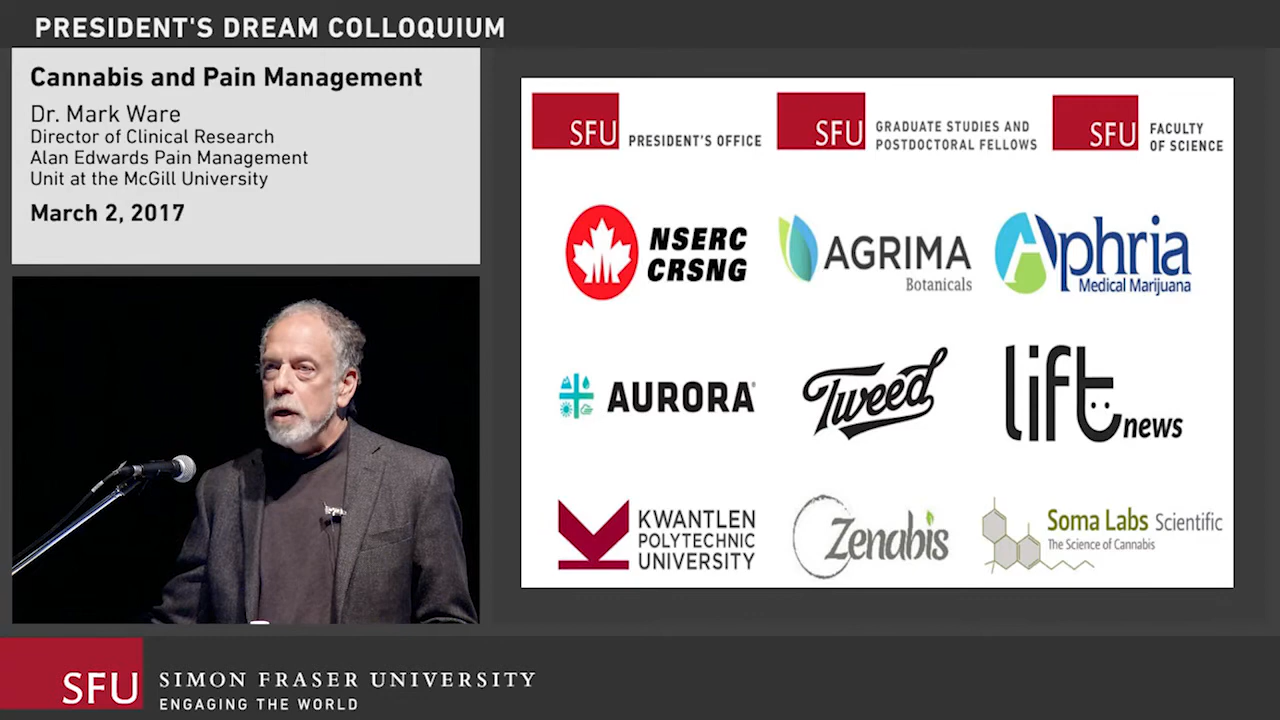 PRESIDENT'S DREAM COLLOQUIUM
Cannabis and Pain Management
Dr. Mark Ware
Director of Clinical Research
Alan Edwards Pain Management
Unit at the McGill University
March 2, 2017
SFU PRESIDENT'S OFFICE
SFU GRADUATE STUDIES AND
POSTDOCTORAL FELLOWS
SFU FACULTY
OF SCIENCE
NSERC
CRSNG
AGRIMA
Botanicals
Aphria
Medical Marijuana
AURORA
Tweed
lift
news
KWANTLEN
POLYTECHNIC
UNIVERSITY
Zenabis
Soma Labs Scientific
The Science of Cannabis
SFU
SIMON FRASER UNIVERSITY
ENGAGING THE WORLD